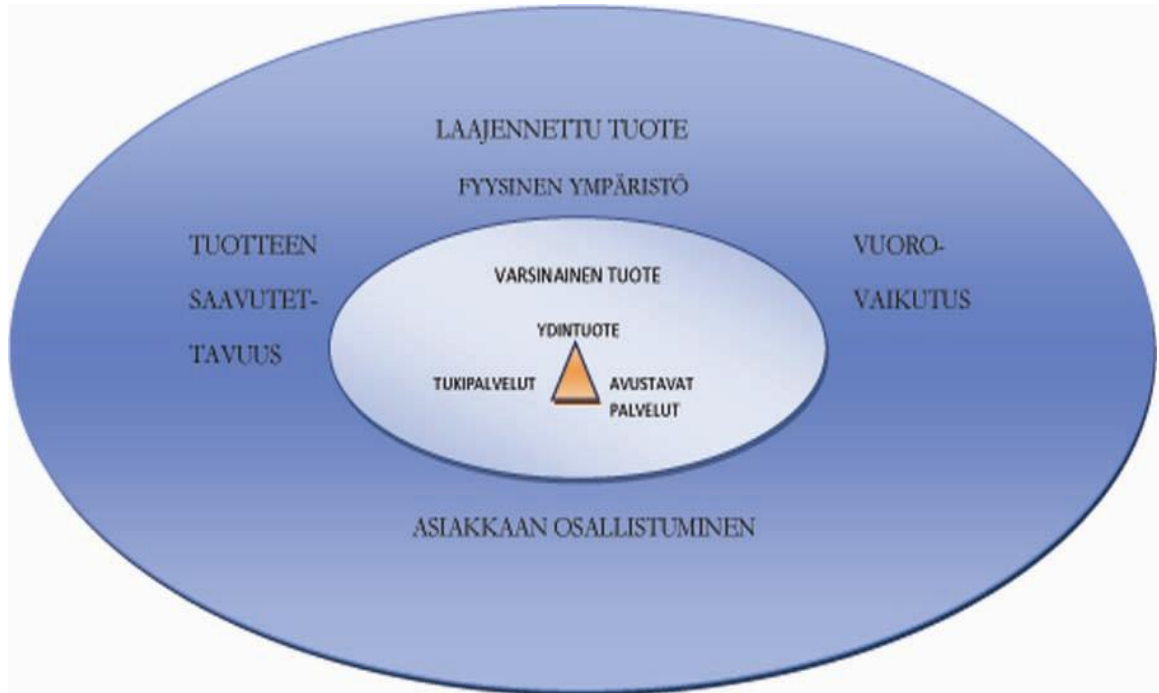 LAAJENNETTU TUOTE
FYYSINEN YMPÄRISTÖ
TUOTTEEN
SAAVUTET-
TAVUUS
VARSINAINEN TUOTE
YDINTUOTE
TUKIPALVELUT
AVUSTAVAT
PALVELUT
VUORO-
VAIKUTUS
ASIAKKAAN OSALLISTUMINEN